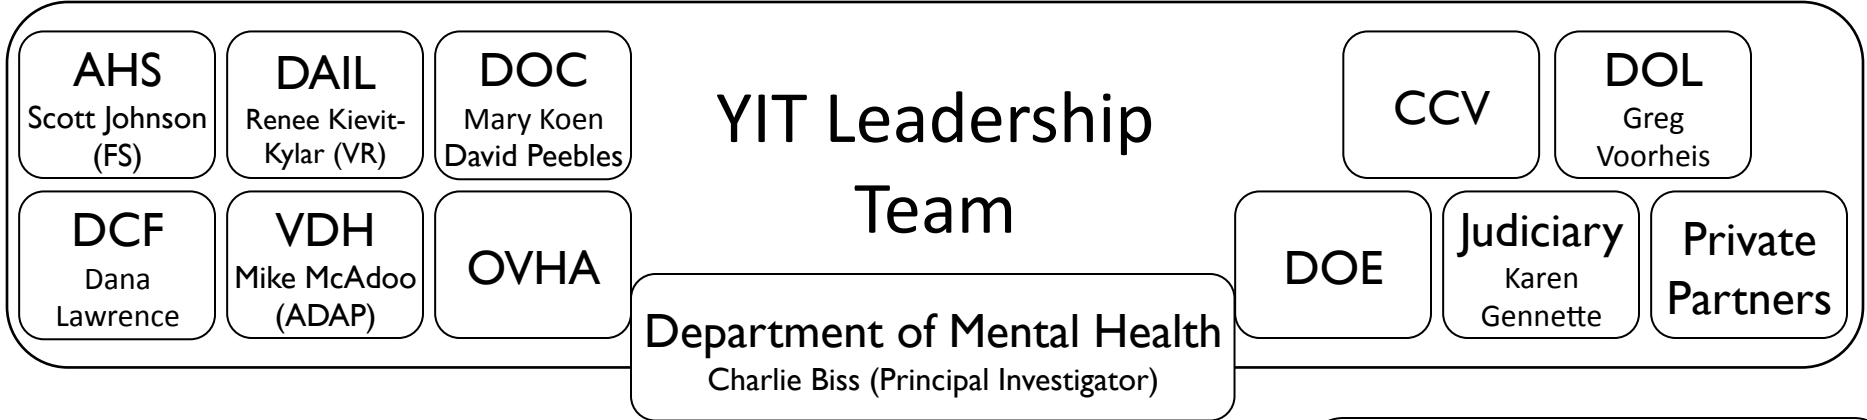 AHS
Scott Johnson
(FS)
DAIL
Renee Kievit-
Kylar (VR)
DOC
Mary Koen
David Peebles
YIT Leadership
Team
CCV
DOL
Greg
Voorheis
DCF
Dana
Lawrence
VDH
Mike McAdoo
(ADAP)
OVHA
DOE
Judiciary
Karen
Gennette
Private
Partners
Department of Mental Health
Charlie Biss (Principal Investigator)